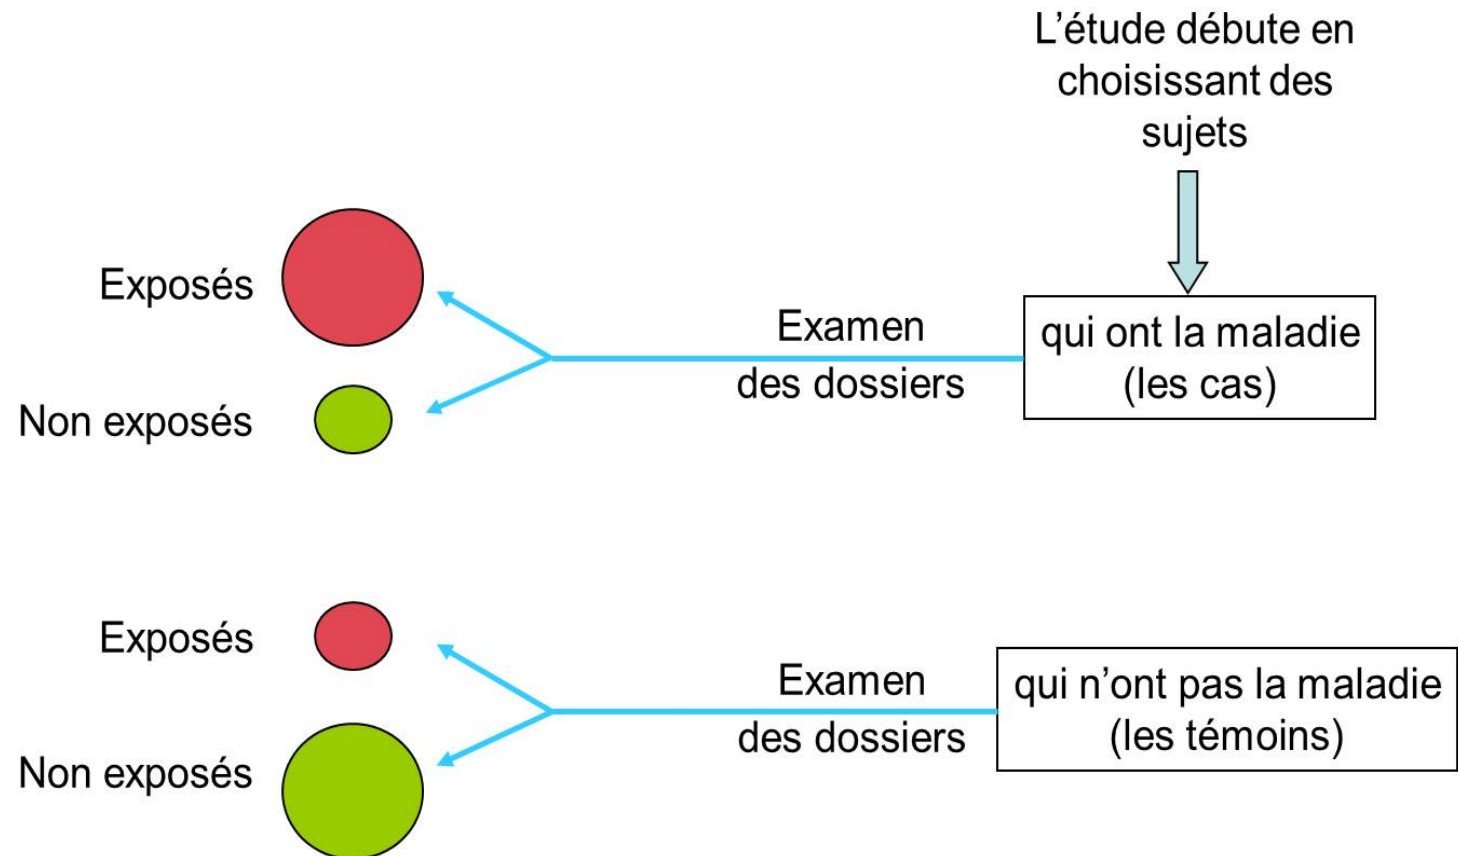 L’étude débute en
choisissant des
sujets
Exposés
Non exposés
Examen
des dossiers
qui ont la maladie
(les cas)
Exposés
Non exposés
Examen
des dossiers
qui n’ont pas la maladie
(les témoins)